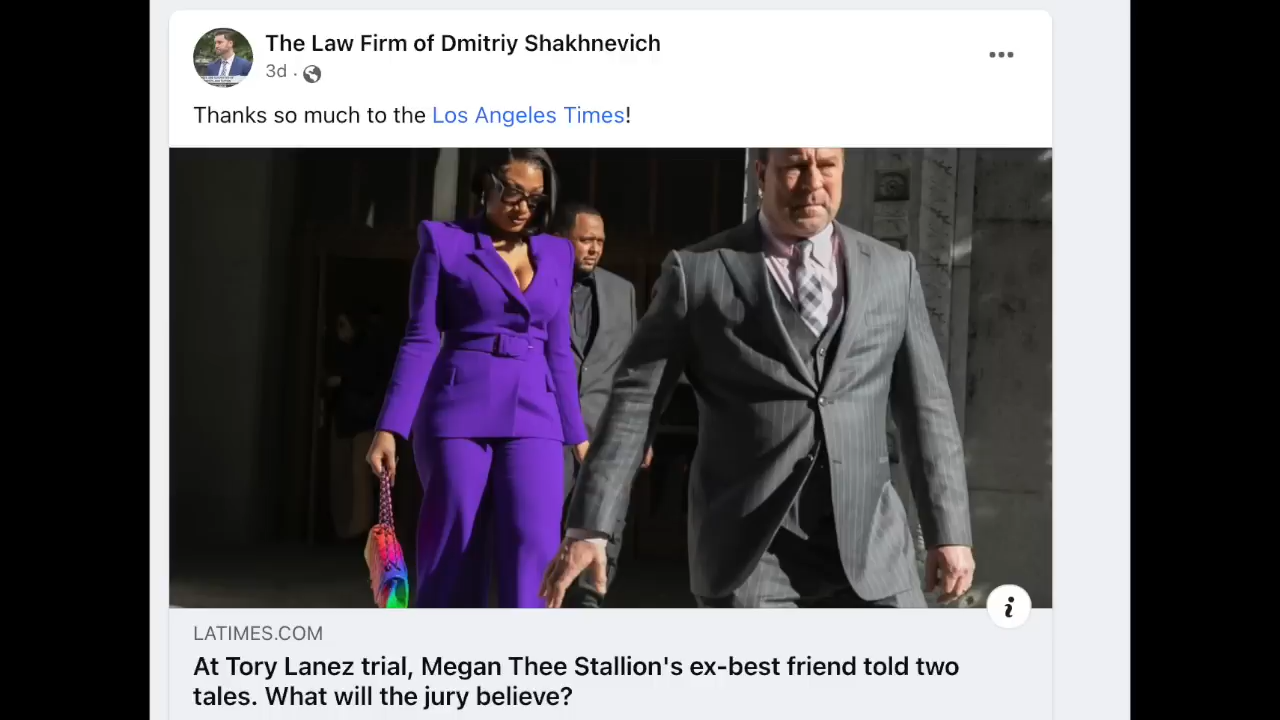 The Law Firm of Dmitriy Shakhnevich
3d ·
Thanks so much to the Los Angeles Times!
LATIMES.COM
At Tory Lanez trial, Megan Thee Stallion's ex-best friend told two
tales. What will the jury believe?